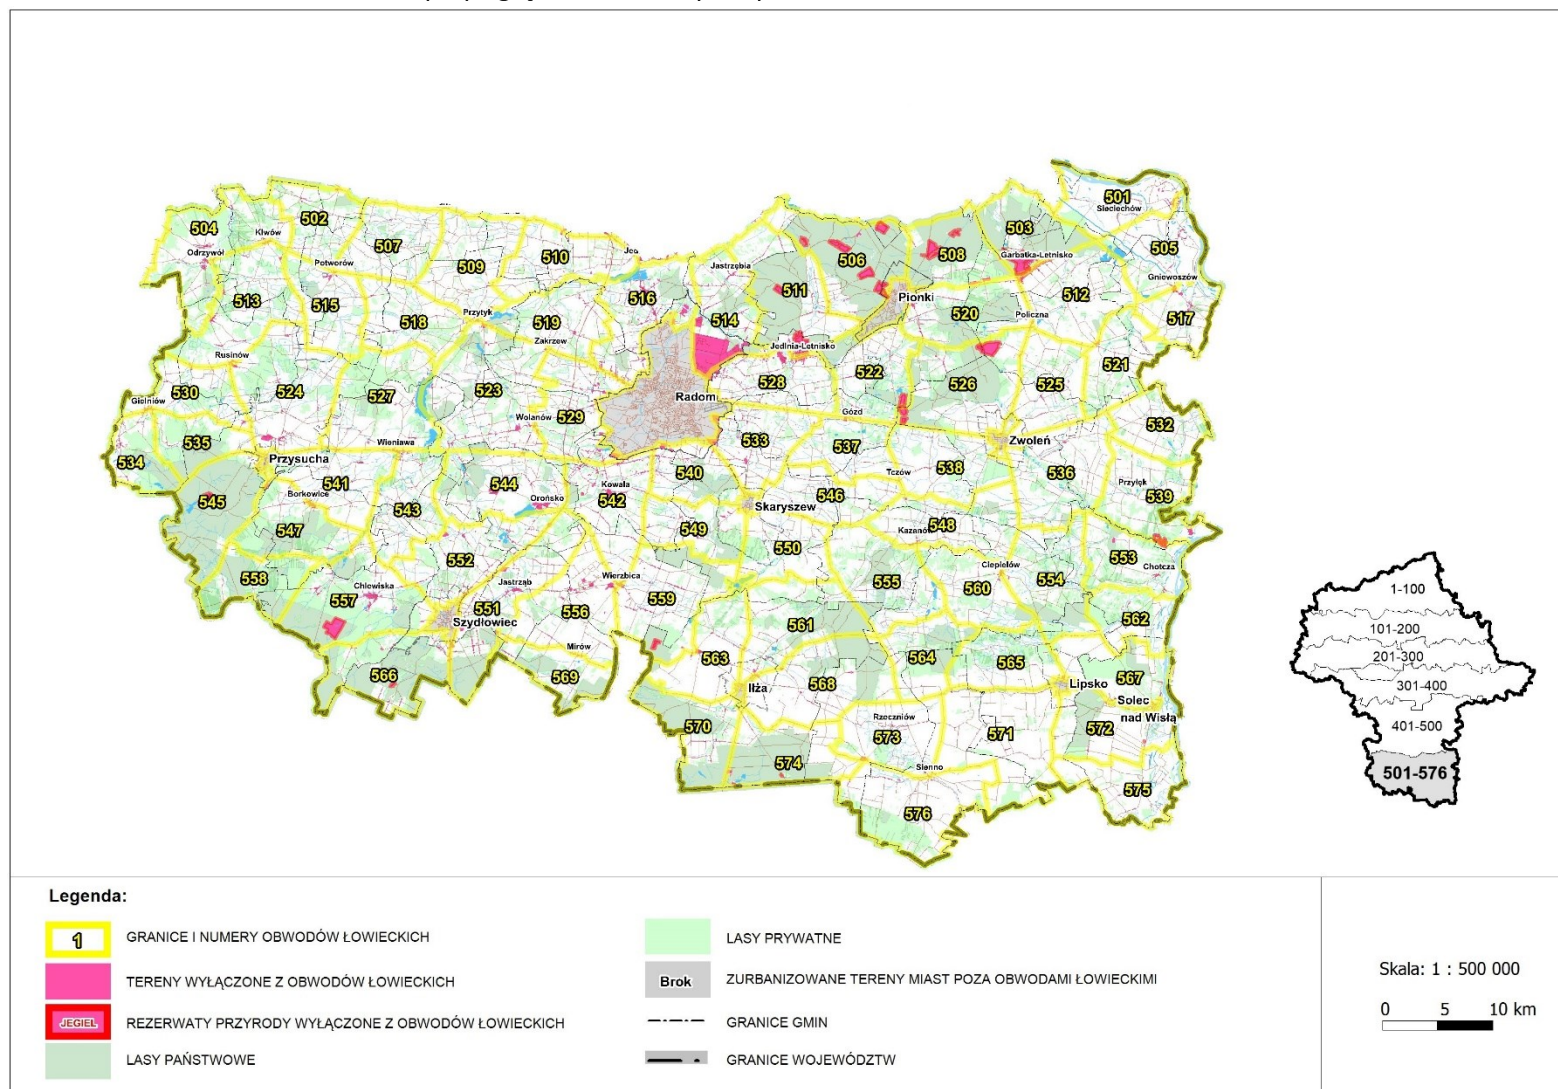 501
Sieciechów
504
502
503
Kłwów
507
510
506
508
505
Odrzywół
Garbatka-Letnisko
Potworów
509
Jastrzębia
Gniewoszów
513
515
516
511
Pionki
512
518
Przytyk
519
514
520
Policzna
517
Zakrzew
Jedlnia-Letnisko
Rusinów
528
522
521
530
524
527
523
526
525
Gielniów
Radom
Wolanów
529
Gózd
532
535
Wieniawa
533
537
Zwoleń
534
Przysucha
540
Tczów
538
536
545
Borkowice
541
544
Orońsko
Kowala
542
Przyłęk
539
543
Skaryszew
546
547
549
Kazanów
548
552
550
553
Chotcza
558
Chlewiska
Jastrząb
Wierzbica
555
560
Ciepielów
554
557
551
556
559
Szydłowiec
561
562
Mirów
563
564
565
566
569
Iłża
568
Lipsko
567
Solec
nad Wisłą
570
Rzeczniów
573
571
572
574
Sienno
575
576
1-100
101-200
201-300
301-400
401-500
501-576
Legenda:
1 GRANICE I NUMERY OBWODÓW ŁOWIECKICH
TERENY WYŁĄCZONE Z OBWODÓW ŁOWIECKICH
JEGIEL REZERWATY PRZYRODY WYŁĄCZONE Z OBWODÓW ŁOWIECKICH
LASY PAŃSTWOWE
LASY PRYWATNE
Brok ZURBANIZOWANE TERENY MIAST POZA OBWODAMI ŁOWIECKIMI
GRANICE GMIN
GRANICE WOJEWÓDZTW
Skala: 1 : 500 000
0 5 10 km